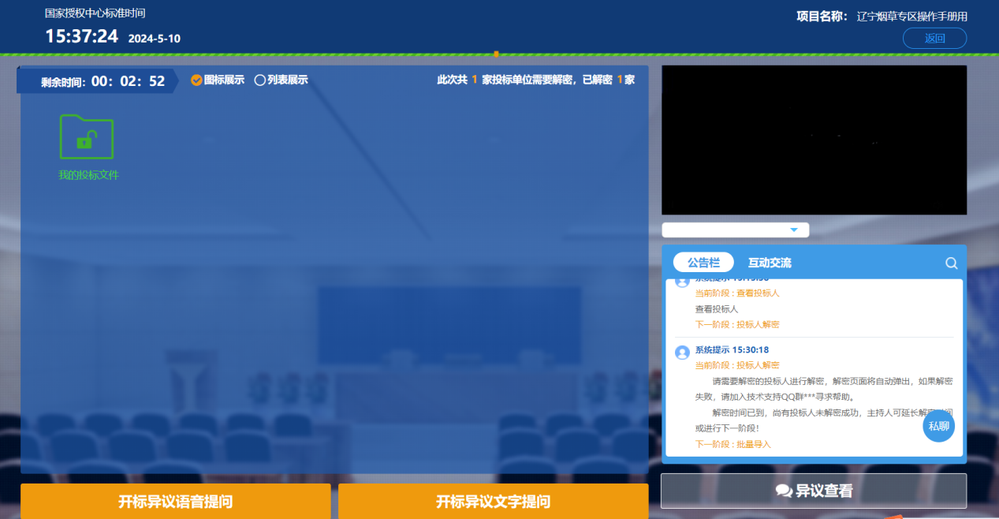 国家授权中心标准时间
15:37:24 2024-5-10
项目名称： 辽宁烟草专区操作手册用
返回
剩余时间: 00: 02: 52
图标展示 列表展示
此次共 1 家投标单位需要解密，已解密 1 家
我的投标文件
公告栏 互动交流
系统提示 15:15:38
当前阶段 : 查看投标人
查看投标人
下一阶段 : 投标人解密
系统提示 15:30:18
当前阶段 : 投标人解密
请需要解密的投标人进行解密，解密页面将自动弹出，如果解密
失败，请加入技术支持QQ群***寻求帮助。
解密时间已到，尚有投标人未解密成功，主持人可延长解密时间
或进行下一阶段！
下一阶段 : 批量导入
私聊
开标异议语音提问
开标异议文字提问
异议查看